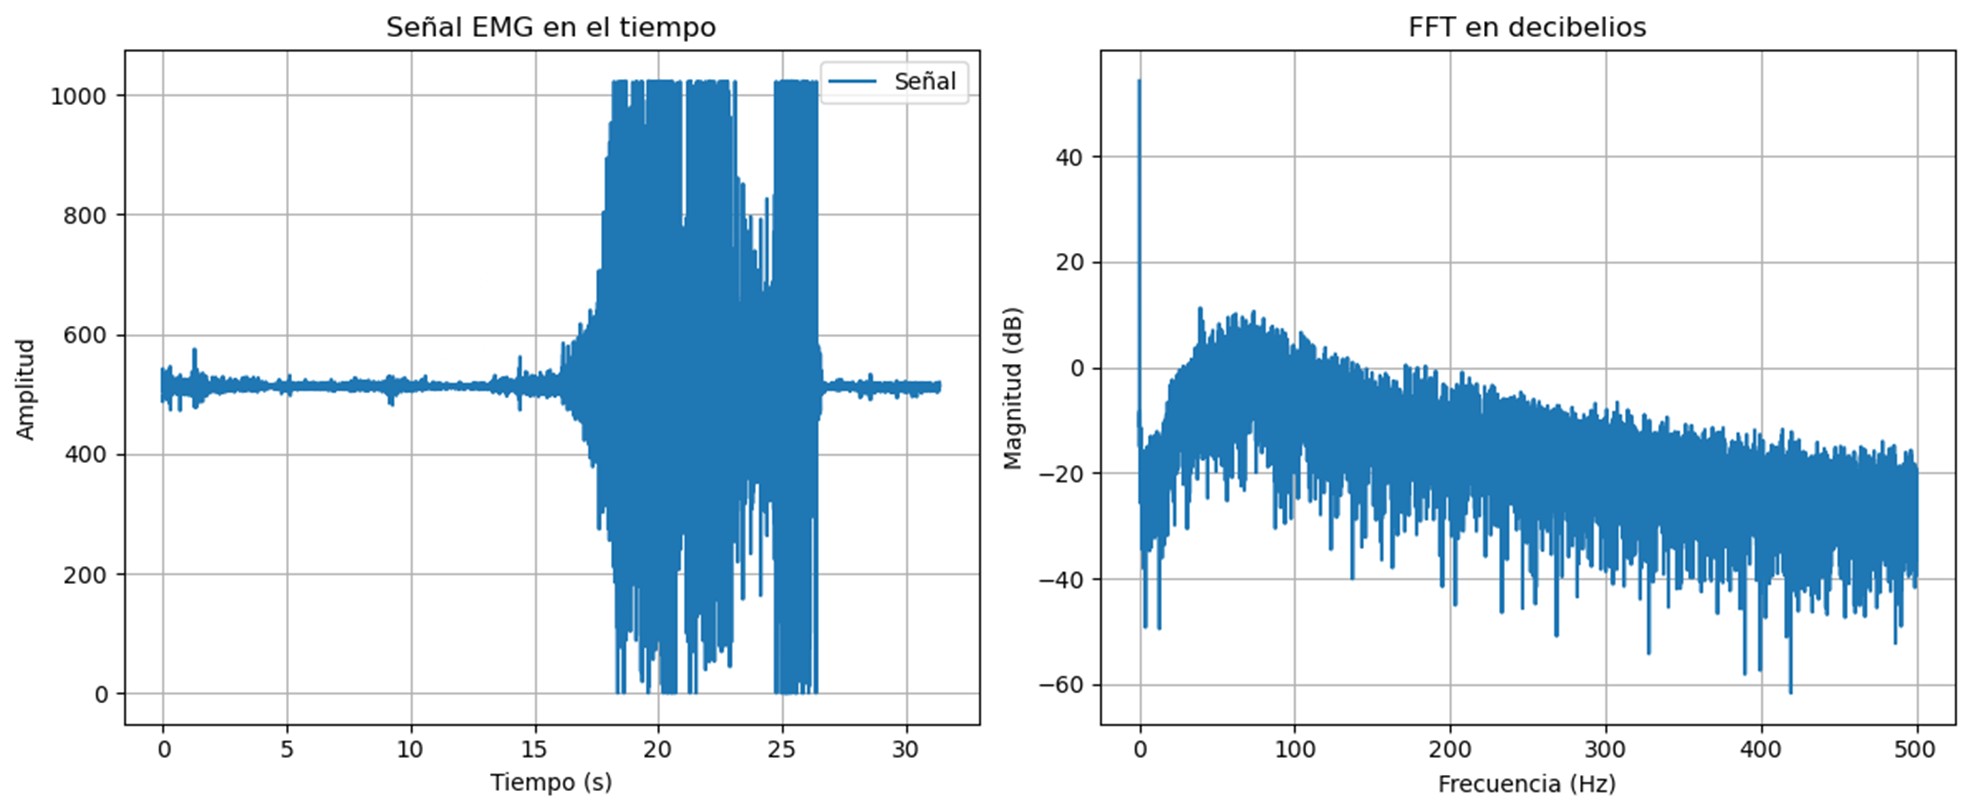 Señal EMG en el tiempo
Señal
Amplitud
1000
800
600
400
200
0
0 5 10 15 20 25 30
Tiempo (s)
FFT en decibelios
Magnitud (dB)
40
20
0
−20
−40
−60
0 100 200 300 400 500
Frecuencia (Hz)